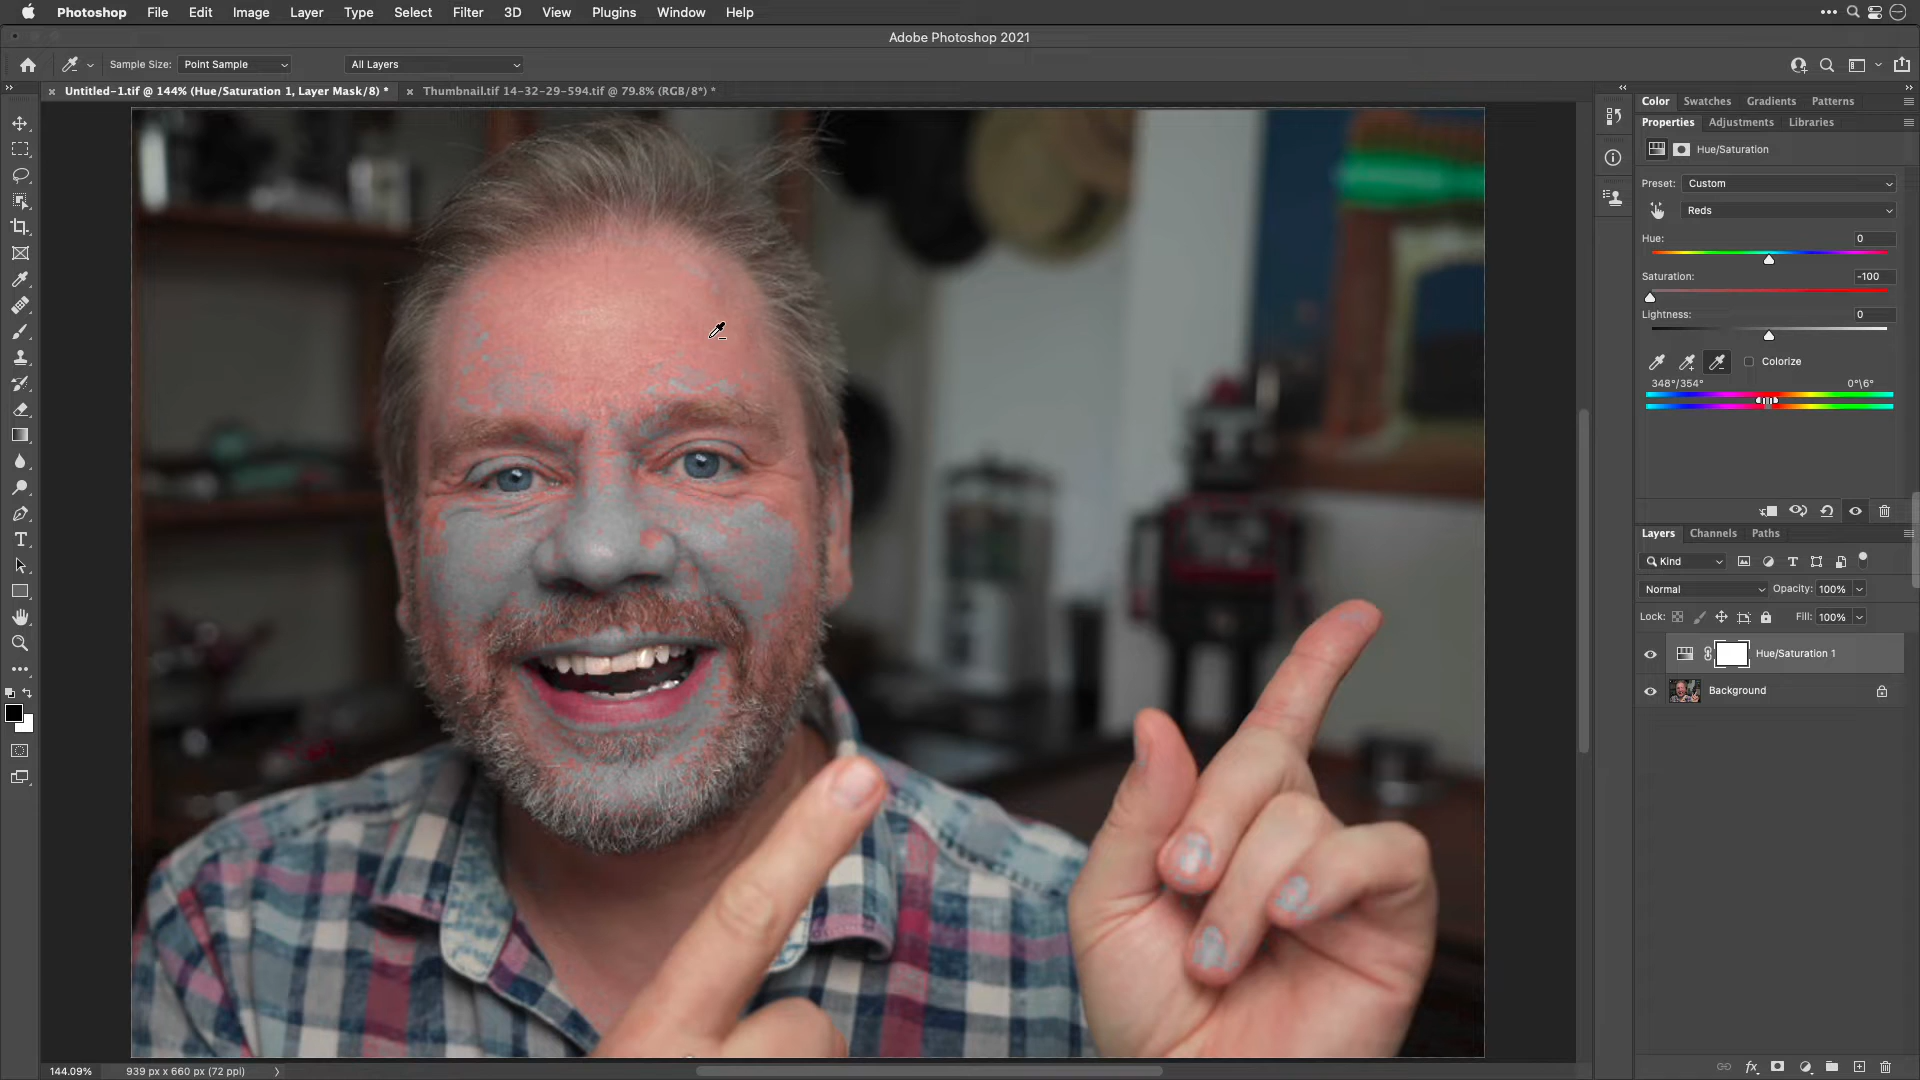 Photoshop File Edit Image Layer Type Select Filter 3D View Plugins Window Help
Adobe Photoshop 2021
Sample Size: Point Sample All Layers
Untitled-1.tif @ 144% (Hue/Saturation 1, Layer Mask/8) * Thumbnail.tif 14-32-29-594.tif @ 79.8% (RGB/8*) *
Color Swatches Gradients Patterns
Properties Adjustments Libraries
Hue/Saturation
Preset: Custom
Reds
Hue: 0
Saturation: -100
Lightness: 0
Colorize
348°/354° 0°\6°
Layers Channels Paths
Kind
Normal Opacity: 100%
Lock: Fill: 100%
Hue/Saturation 1
Background
144.09% 939 px x 660 px (72 ppi)